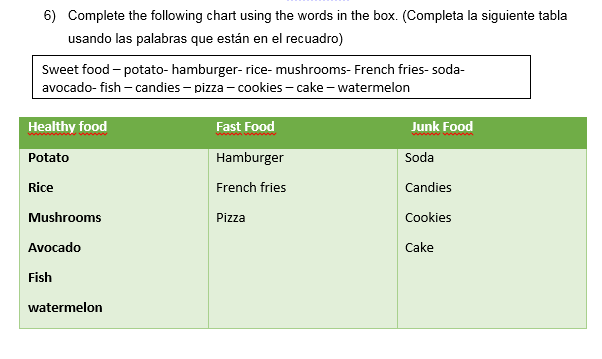 6) Complete the following chart using the words in the box. (Completa la siguiente tabla
usando las palabras que están en el recuadro)
Sweet food – potato- hamburger- rice- mushrooms- French fries- soda-
avocado- fish – candies – pizza – cookies – cake – watermelon
Healthy food Fast Food Junk Food
Potato Hamburger Soda
Rice French fries Candies
Mushrooms Pizza Cookies
Avocado Cake
Fish
watermelon